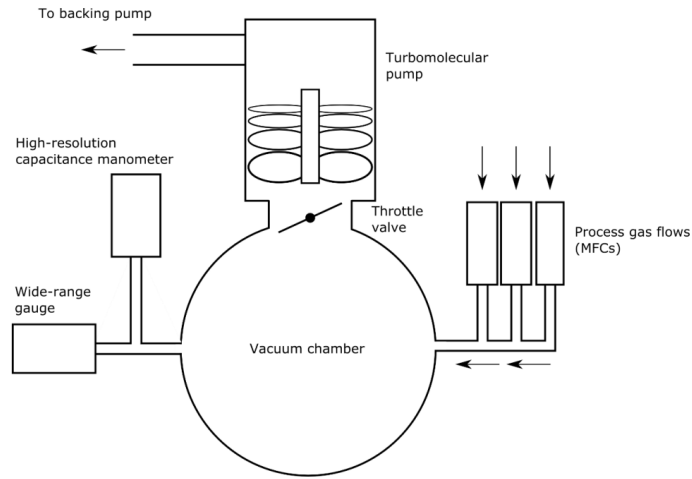 To backing pump
Turbomolecular
pump
High-resolution
capacitance manometer
Throttle
valve
Process gas flows
(MFCs)
Wide-range
gauge
Vacuum chamber